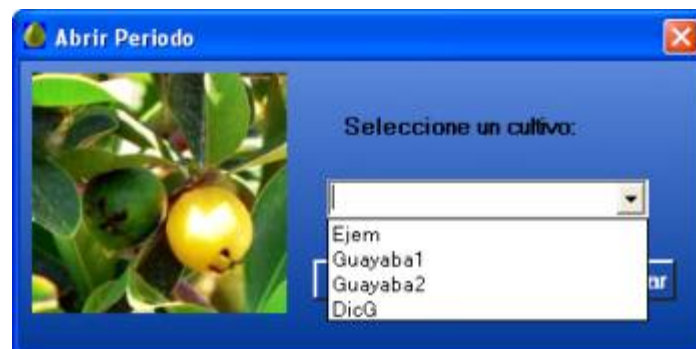 Abrir Periodo
Seleccione un cultivo:
Ejem
Guayaba1
Guayaba2
DicG